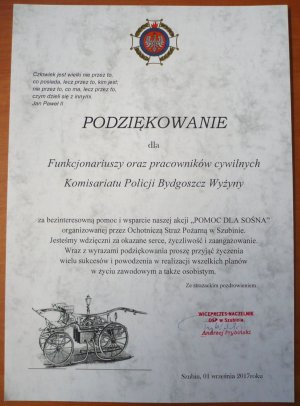 Człowiek jest wielki nie przez to,
co posiada, lecz przez to, kim jest;
nie przez to, co ma, lecz przez to,
czym dzieli się z innymi.
Jan Paweł II
PODZIĘKOWANIE
dla
Funkcjonariuszy oraz pracowników cywilnych
Komisariatu Policji Bydgoszcz Wyżyny
za bezinteresowną pomoc i wsparcie naszej akcji „POMOC DLA SOŚNA"
organizowanej przez Ochotniczą Straż Pożarną w Szubinie.
Jesteśmy wdzięczni za okazane serce, życzliwość i zaangażowanie.
Wraz z wyrazami podziękowania proszę przyjąć życzenia
wielu sukcesów i powodzenia w realizacji wszelkich planów
w życiu zawodowym a także osobistym.
Ze strażackim pozdrowieniem
WICEPREZES-NACZELNIK
OSP w Szubinie
Andrzej
Szubin, 01 września 2017roku